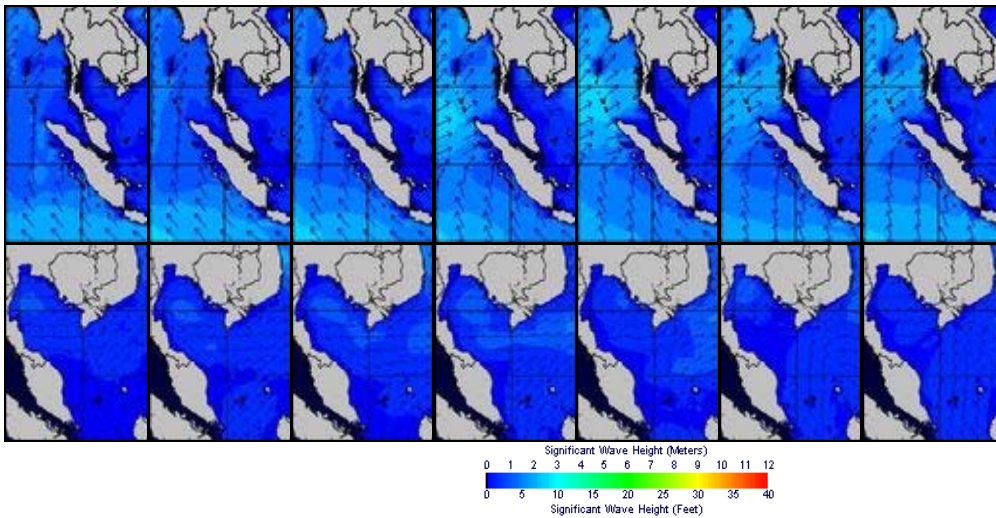 Significant Wave Height (Meters)
0 1 2 3 4 5 6 7 8 9 10 11 12
0 5 10 15 20 25 30 35 40
Significant Wave Height (Feet)